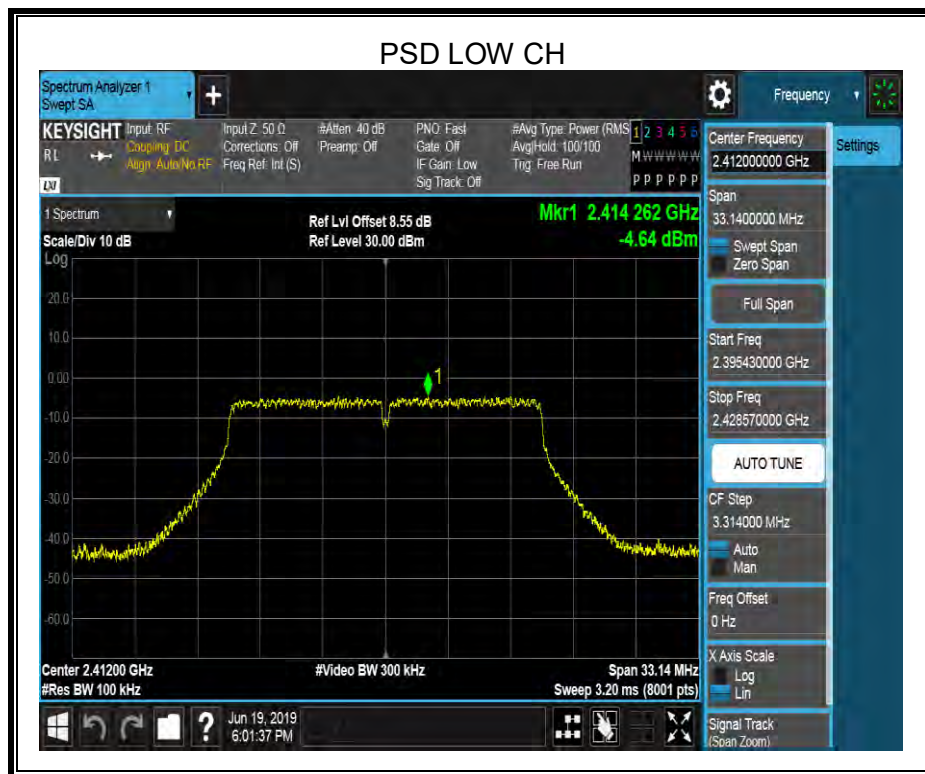 PSD LOW CH
Spectrum Analyzer 1
Swept SA
+
Frequency
KEYSIGHT
RL
LXI
Input: RF
Coupling: DC
Align: Auto/No RF
Input Z: 50 Ω
Corrections: Off
Freq Ref: Int (S)
#Atten: 40 dB
Preamp: Off
PNO: Fast
Gate: Off
IF Gain: Low
Sig Track: Off
#Avg Type: Power (RMS
Avg|Hold: 100/100
Trig: Free Run
1 2 3 4 5 6
M W W W W W
P P P P P P
Settings
1 Spectrum
Scale/Div 10 dB
Ref Lvl Offset 8.55 dB
Ref Level 30.00 dBm
Mkr1 2.414 262 GHz
-4.64 dBm
Log
20.0
10.0
0.00
-10.0
-20.0
-30.0
-40.0
-50.0
-60.0
1
Center 2.41200 GHz
#Res BW 100 kHz
#Video BW 300 kHz
Span 33.14 MHz
Sweep 3.20 ms (8001 pts)
Center Frequency
2.412000000 GHz
Span
33.1400000 MHz
Swept Span
Zero Span
Full Span
Start Freq
2.395430000 GHz
Stop Freq
2.428570000 GHz
AUTO TUNE
CF Step
3.314000 MHz
Auto
Man
Freq Offset
0 Hz
X Axis Scale
Log
Lin
Signal Track
(Span Zoom)
?
Jun 19, 2019
6:01:37 PM